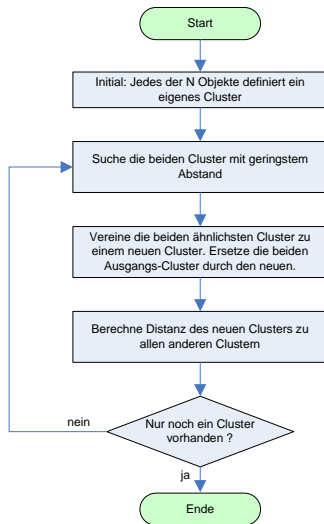 Start
Initial: Jedes der N Objekte definiert ein
eigenes Cluster
Suche die beiden Cluster mit geringstem
Abstand
Vereine die beiden ähnlichsten Cluster zu
einem neuen Cluster. Ersetze die beiden
Ausgangs-Cluster durch den neuen.
Berechne Distanz des neuen Clusters zu
allen anderen Clustern
nein
Nur noch ein Cluster
vorhanden ?
ja
Ende